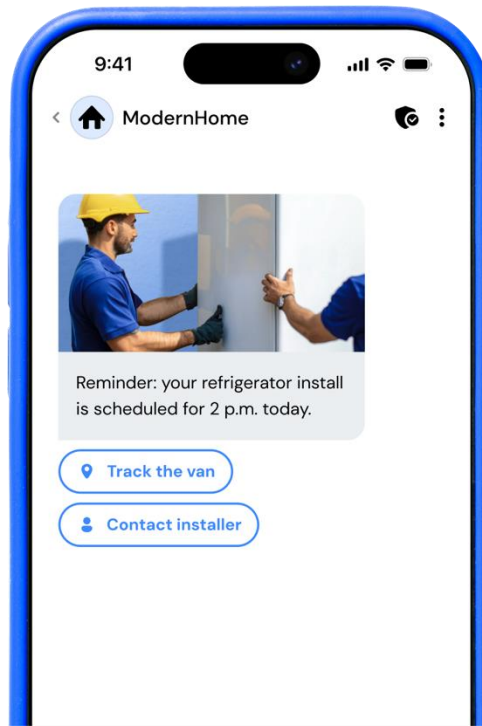 9:41
ModernHome
Reminder: your refrigerator install
is scheduled for 2 p.m. today.
Track the van
Contact installer